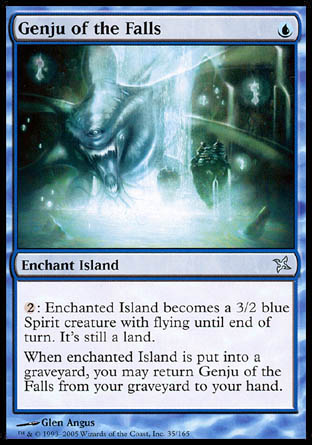 Genju of the Falls
Enchant Island
2: Enchanted Island becomes a 3/2 blue
Spirit creature with flying until end of
turn. It's still a land.
When enchanted Island is put into a
graveyard, you may return Genju of the
Falls from your graveyard to your hand.
Glen Angus
™ & © 1993–2005 Wizards of the Coast, Inc. 35/165